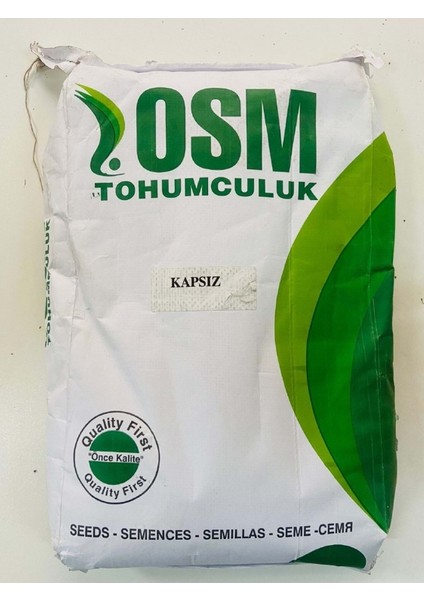 OSM
TOHUMCULUK
KAPSIZ
Quality First
"Önce Kalite"
Quality First
SEEDS - SEMENCES - SEMILLAS - SEME -СЕМЯ
TOHUMCULUK